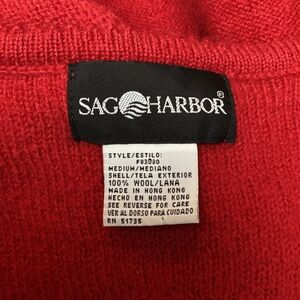 SAG HARBOR®
STYLE/ESTILO:
F83080
MEDIUM/MEDIANO
SHELL/TELA EXTERIOR
100% WOOL/LANA
MADE IN HONG KONG
HECHO EN HONG KONG
SEE REVERSE FOR CARE
VER AL DORSO PARA CUIDADO
RN 51735